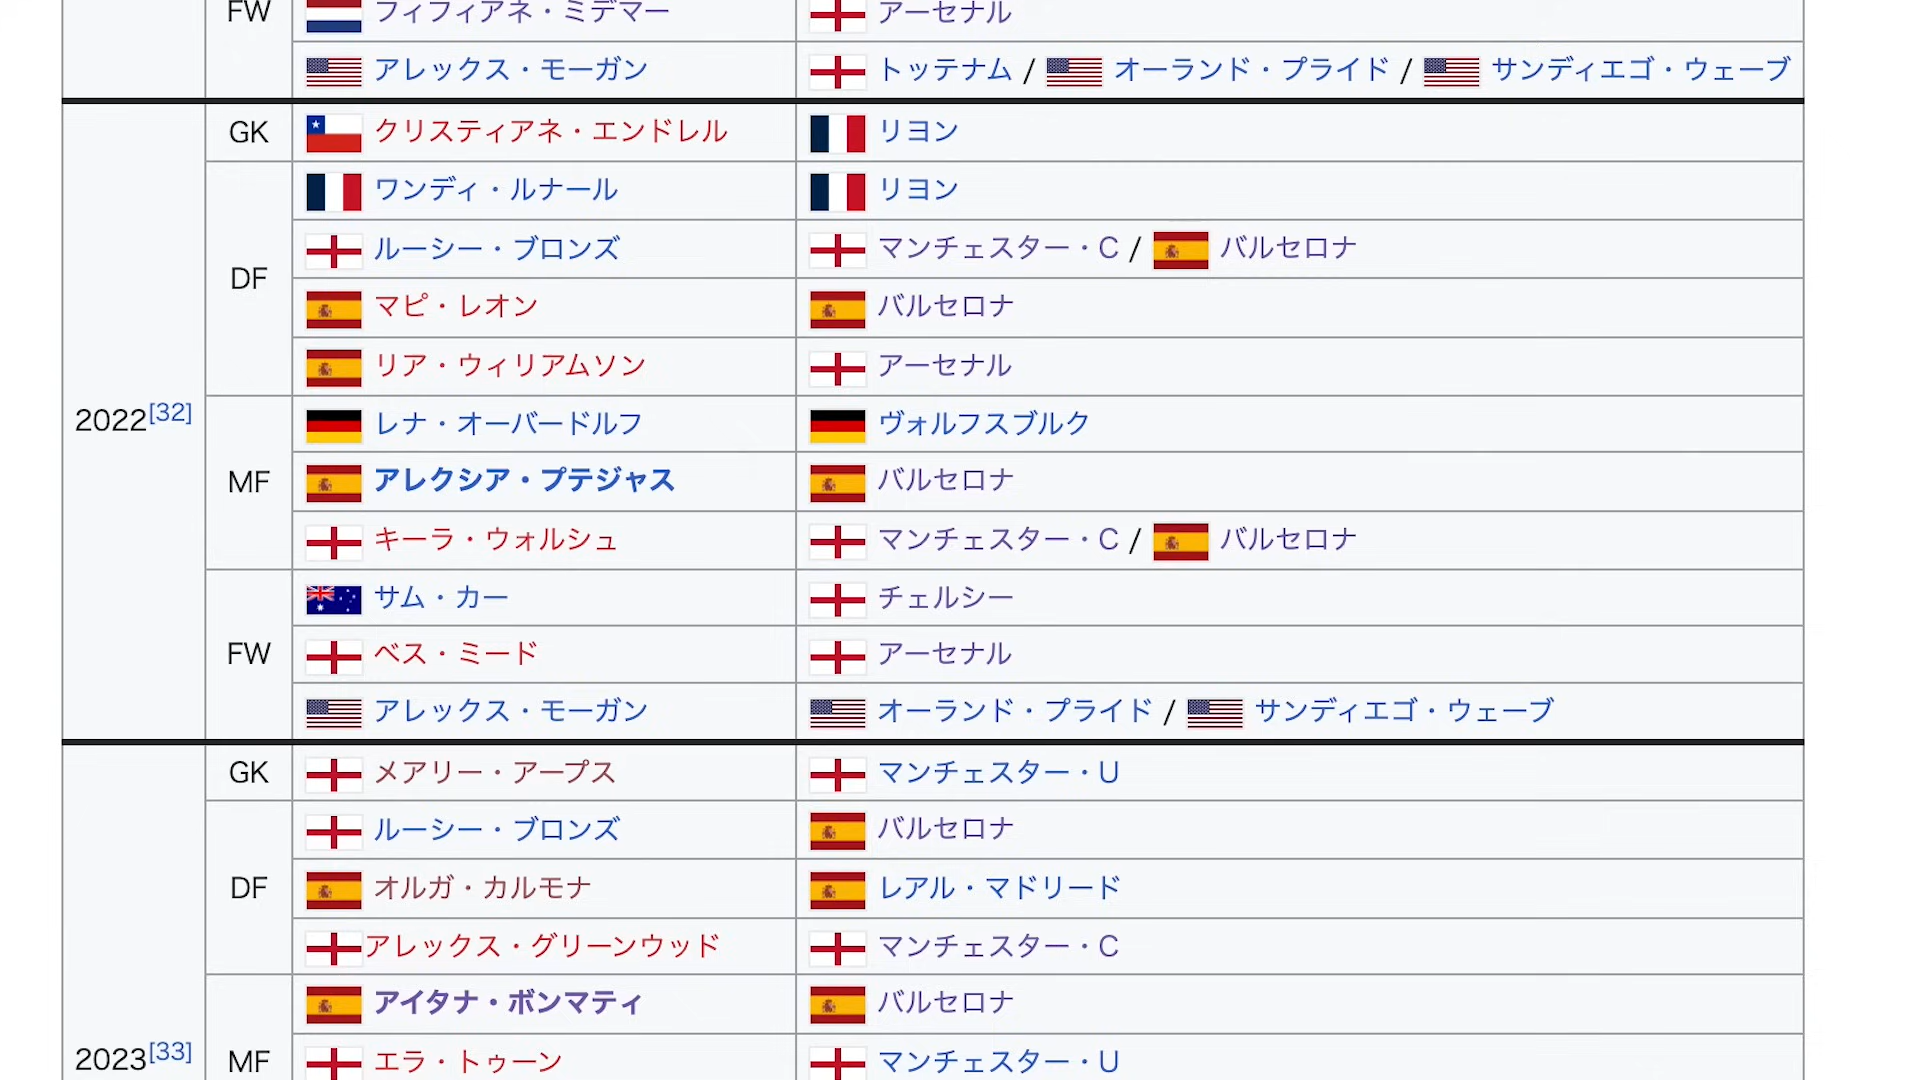 FW フィフィアネ・ミデマー アーセナル
アレックス・モーガン トッテナム / オーランド・プライド / サンディエゴ・ウェーブ
GK クリスティアネ・エンドレル リヨン
ワンディ・ルナール リヨン
ルーシー・ブロンズ マンチェスター・C / バルセロナ
DF
マピ・レオン バルセロナ
リア・ウィリアムソン アーセナル
2022[32]
レナ・オーバードルフ ヴォルフスブルク
MF アレクシア・プテジャス バルセロナ
キーラ・ウォルシュ マンチェスター・C / バルセロナ
サム・カー チェルシー
FW ベス・ミード アーセナル
アレックス・モーガン オーランド・プライド / サンディエゴ・ウェーブ
GK メアリー・アープス マンチェスター・U
ルーシー・ブロンズ バルセロナ
DF オルガ・カルモナ レアル・マドリード
アレックス・グリーンウッド マンチェスター・C
アイタナ・ボンマティ バルセロナ
2023[33] MF エラ・トゥーン マンチェスター・U